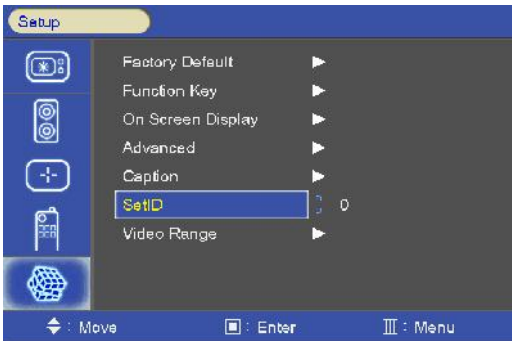 Setup
Factory Default
Function Key
On Screen Display
Advanced
Caption
SetID 0
Video Range
: Move : Enter : Menu